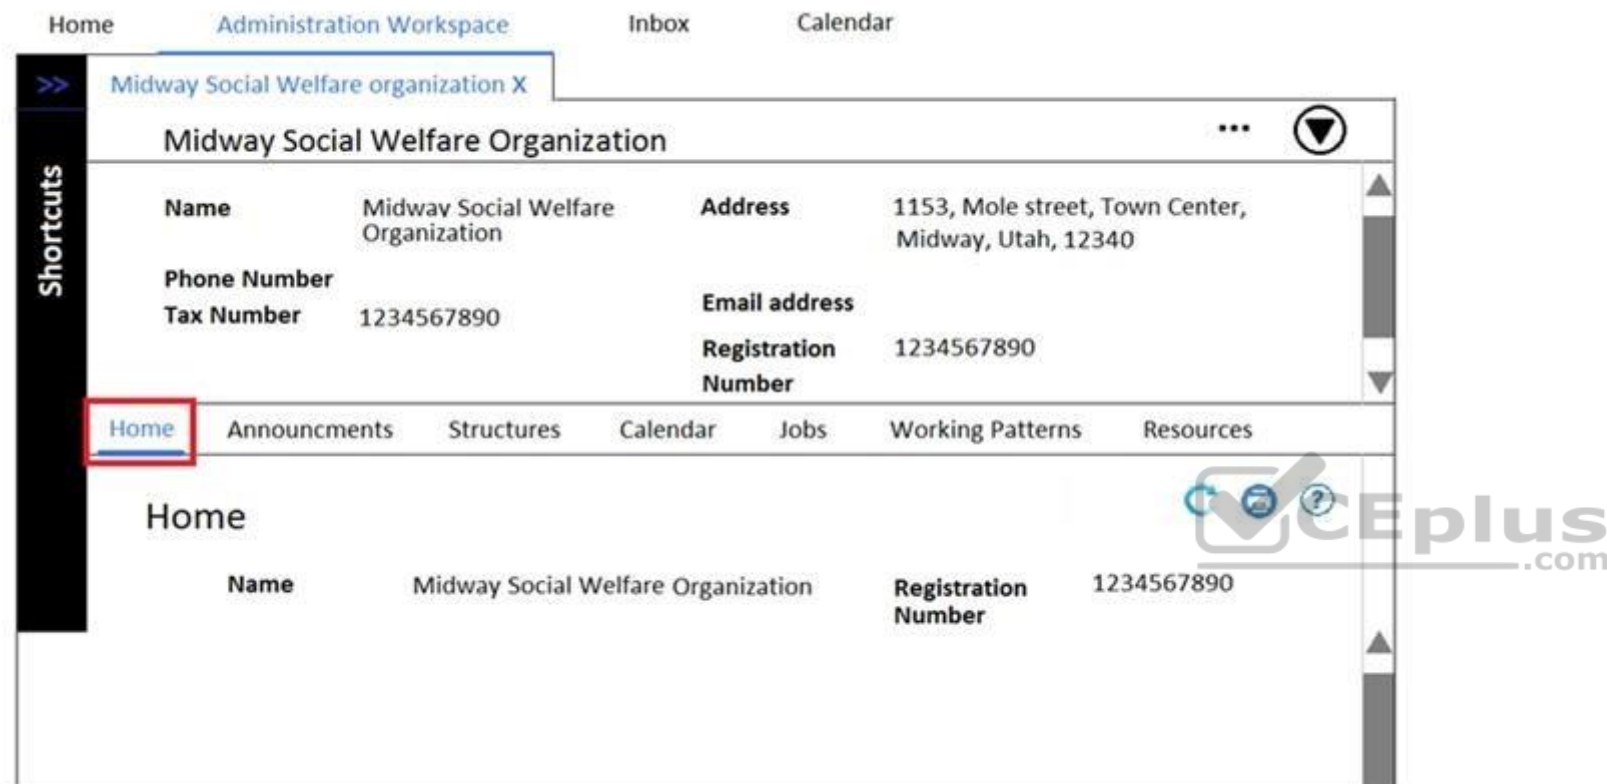 Home Administration Workspace Inbox Calendar
>> Midway Social Welfare organization X
Midway Social Welfare Organization ...
Shortcuts
Name Midway Social Welfare Address 1153, Mole street, Town Center,
Organization Midway, Utah, 12340
Phone Number
Tax Number 1234567890 Email address
Registration 1234567890
Number
Home Announcments Structures Calendar Jobs Working Patterns Resources
Home ?
CEplus
.com
Name Midway Social Welfare Organization Registration 1234567890
Number